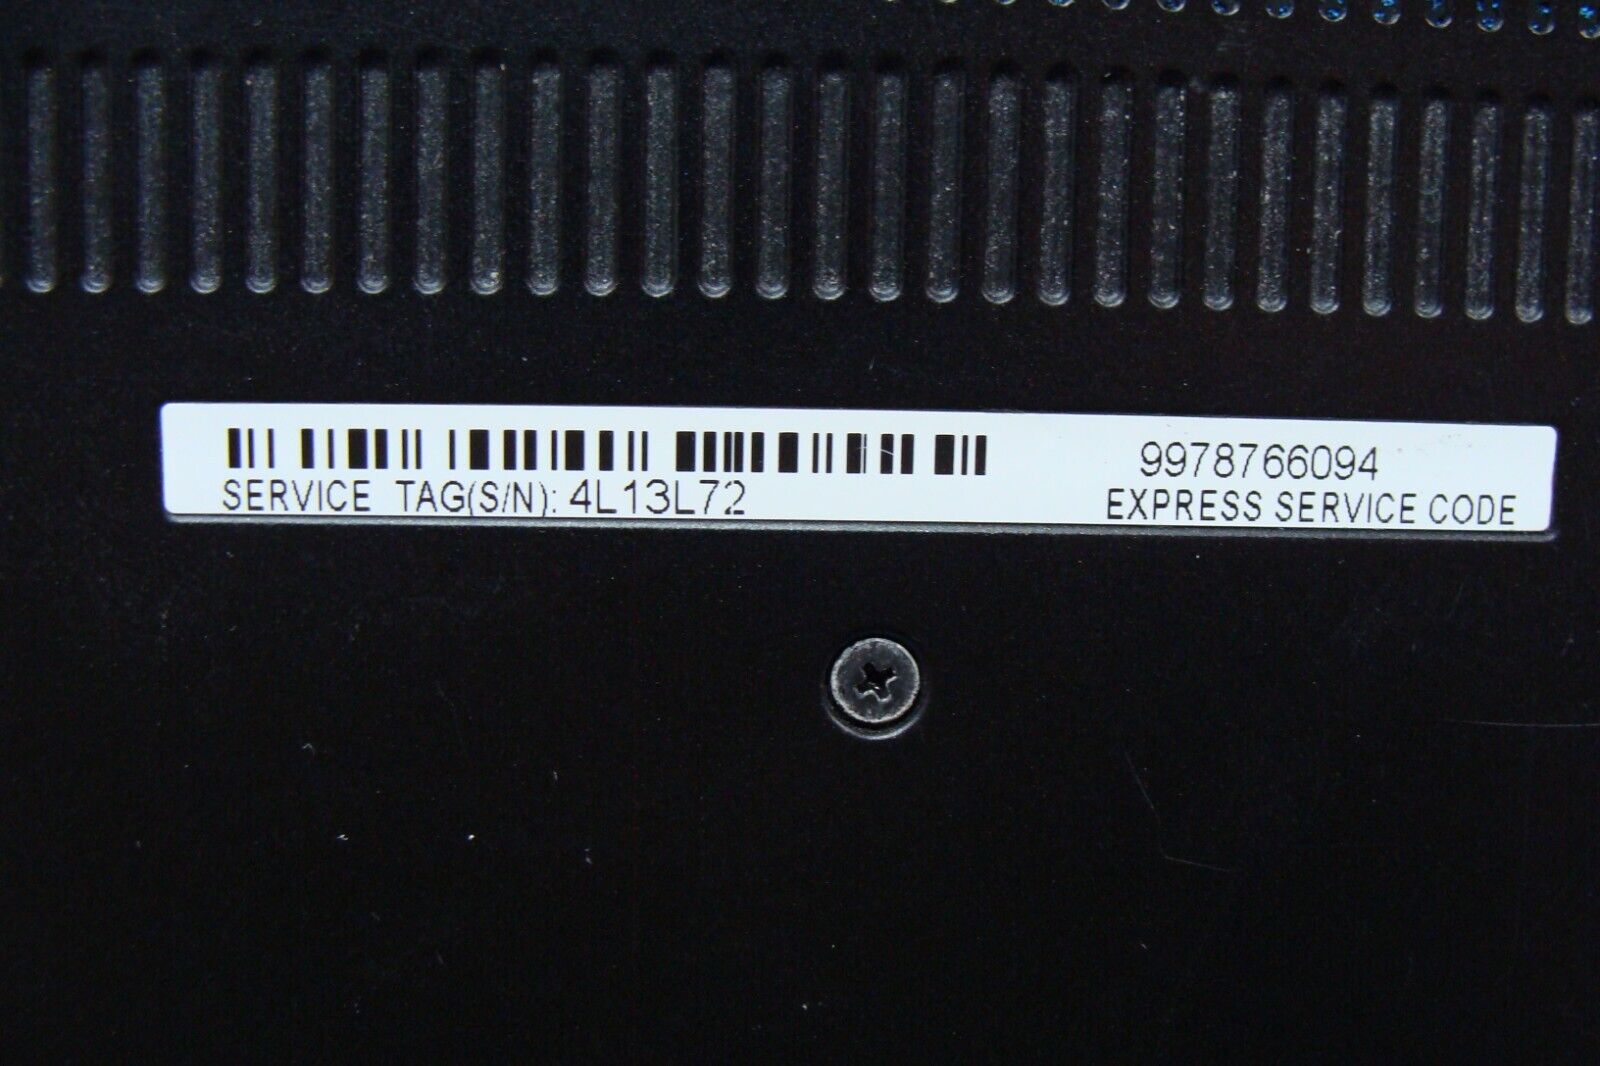 9978766094
SERVICE TAG(S/N): 4L13L72
EXPRESS SERVICE CODE